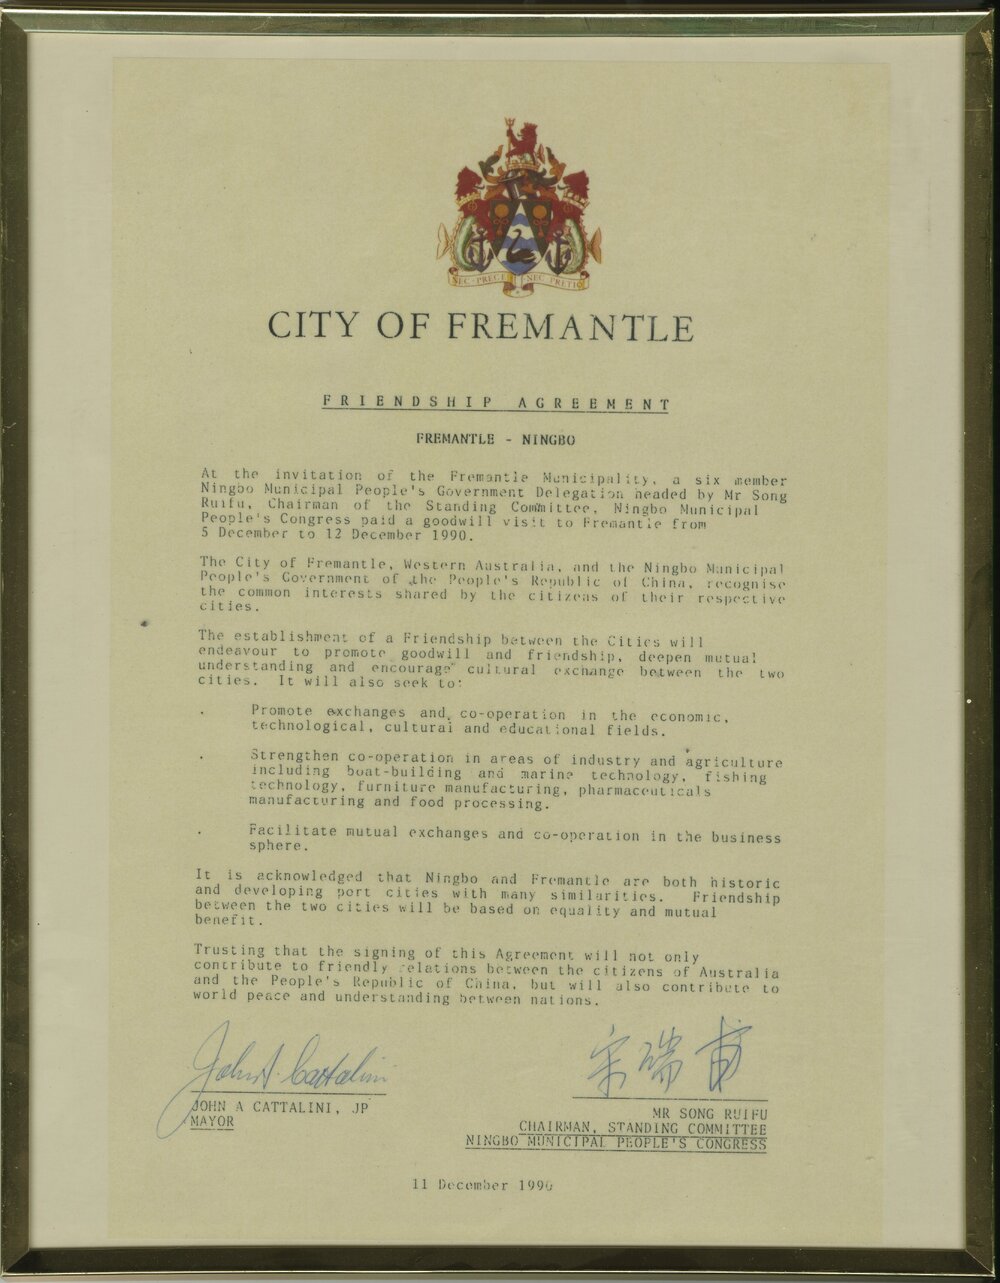 NEC PRECE NEC PRETIO
CITY OF FREMANTLE
FRIENDSHIP AGREEMENT
FREMANTLE - NINGBO
At the invitation of the Fremantle Municipality, a six member
Ningbo Municipal People's Government Delegation headed by Mr Song
Ruifu, Chairman of the Standing Committee, Ningbo Municipal
People's Congress paid a goodwill visit to Fremantle from
5 December to 12 December 1990.
The City of Fremantle, Western Australia, and the Ningbo Municipal
People's Government of the People's Republic of China, recognise
the common interests shared by the citizens of their respective
cities.
The establishment of a Friendship between the Cities will
endeavour to promote goodwill and friendship, deepen mutual
understanding and encourage cultural exchange between the two
cities. It will also seek to:
. Promote exchanges and co-operation in the economic,
technological, cultural and educational fields.
. Strengthen co-operation in areas of industry and agriculture
including boat-building and marine technology, fishing
technology, furniture manufacturing, pharmaceuticals
manufacturing and food processing.
. Facilitate mutual exchanges and co-operation in the business
sphere.
It is acknowledged that Ningbo and Fremantle are both historic
and developing port cities with many similarities. Friendship
between the two cities will be based on equality and mutual
benefit.
Trusting that the signing of this Agreement will not only
contribute to friendly relations between the citizens of Australia
and the People's Republic of China, but will also contribute to
world peace and understanding between nations.
John A. Cattalini
JOHN A CATTALINI, JP
MAYOR
宋瑞甫
MR SONG RUIFU
CHAIRMAN, STANDING COMMITTEE
NINGBO MUNICIPAL PEOPLE'S CONGRESS
11 December 1990